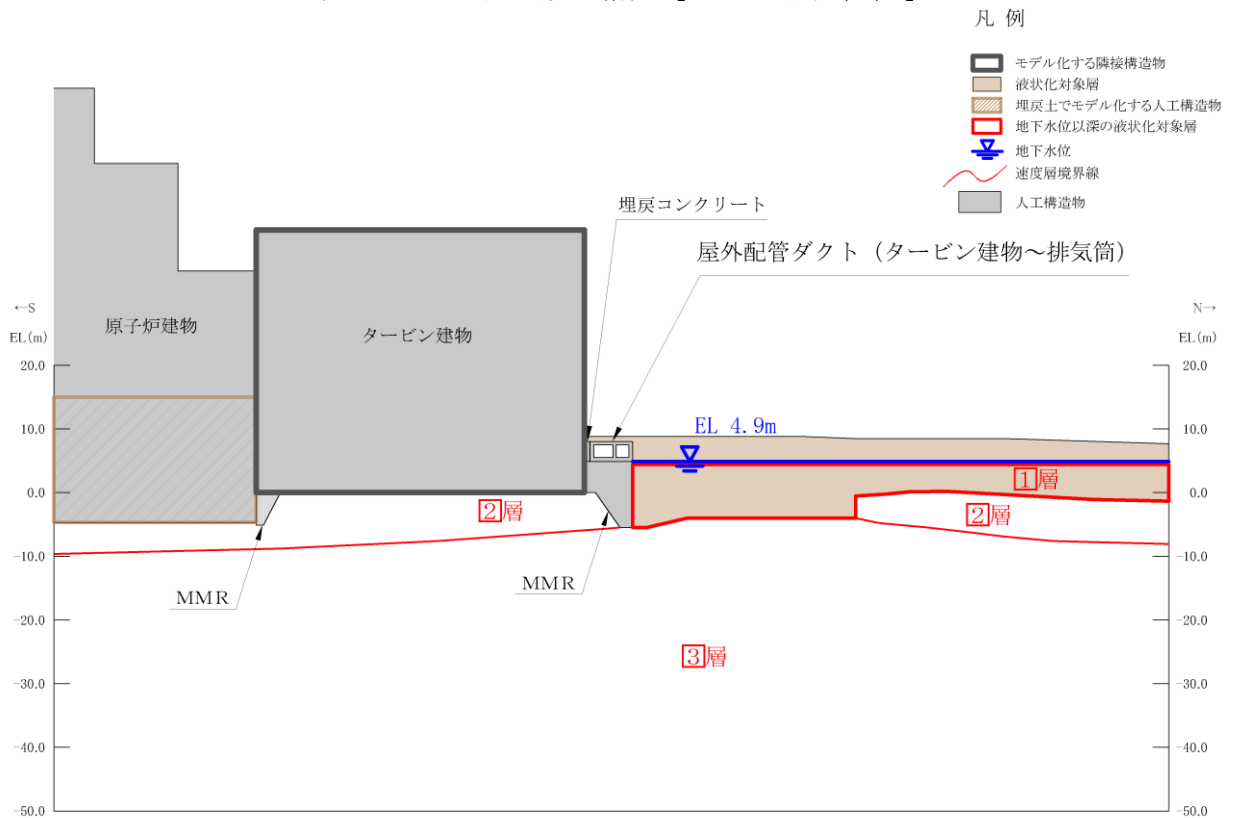 凡 例
モデル化する隣接構造物
液状化対象層
埋戻土でモデル化する人工構造物
地下水位以深の液状化対象層
地下水位
速度層境界線
人工構造物
埋戻コンクリート
屋外配管ダクト（タービン建物～排気筒）
←S
N→
EL(m)
EL(m)
原子炉建物
タービン建物
20.0
20.0
10.0
10.0
EL 4.9m
1層
0.0
0.0
2層
2層
-10.0
-10.0
MMR
MMR
-20.0
-20.0
3層
-30.0
-30.0
-40.0
-40.0
-50.0
-50.0